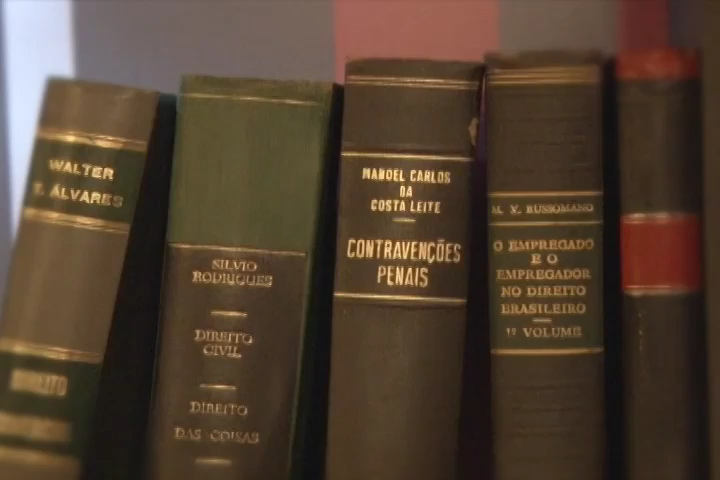 WALTER
T. ÁLVARES
SILVIO
RODRIGUES
DIREITO
CIVIL
DIREITO
DAS COISAS
MANOEL CARLOS
DA
COSTA LEITE
CONTRAVENÇÕES
PENAIS
M. V. RUSSOMANO
O EMPREGADO
E O
EMPREGADOR
NO DIREITO
BRASILEIRO
1º VOLUME